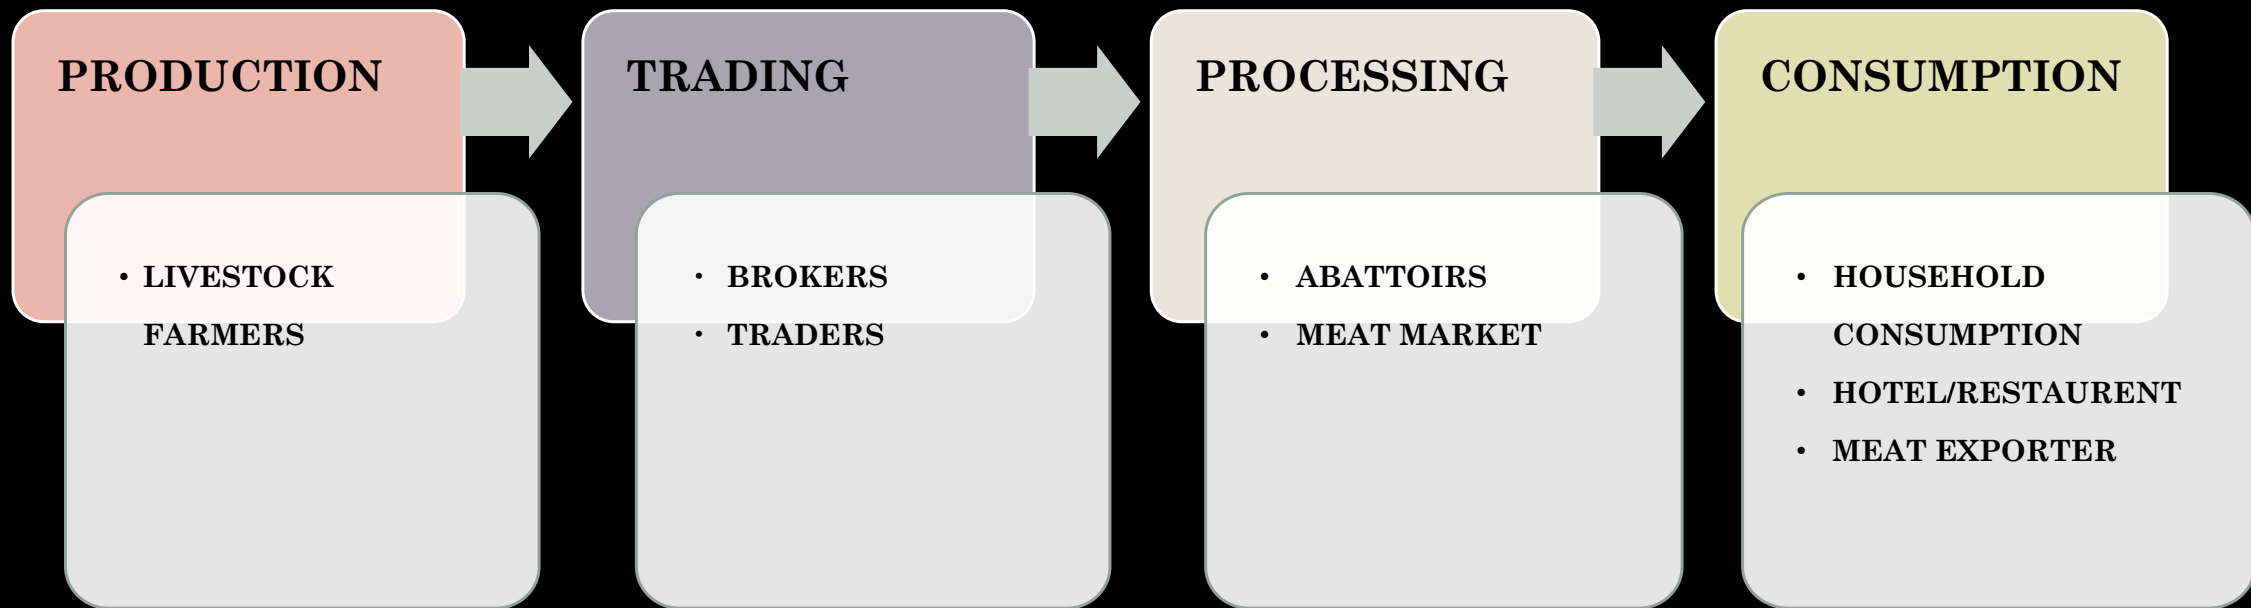 PRODUCTION
• LIVESTOCK
FARMERS
TRADING
• BROKERS
• TRADERS
PROCESSING
• ABATTOIRS
• MEAT MARKET
CONSUMPTION
• HOUSEHOLD
CONSUMPTION
• HOTEL/RESTAURENT
• MEAT EXPORTER